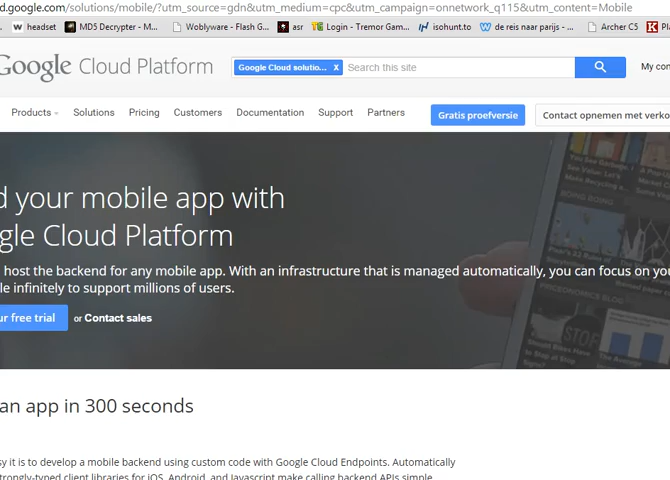 d.google.com/solutions/mobile/?utm_source=gdn&utm_medium=cpc&utm_campaign=onnetwork_q115&utm_content=Mobile
headset MD5 Decrypter - M... Woblyware - Flash G... asr Login - Tremor Gam... isohunt.to de reis naar parijs - ... Archer C5 Pla
Google Cloud Platform
Google Cloud solutio... x Search this site
My con
Products Solutions Pricing Customers Documentation Support Partners Gratis proefversie Contact opnemen met verko
d your mobile app with
gle Cloud Platform
host the backend for any mobile app. With an infrastructure that is managed automatically, you can focus on you
le infinitely to support millions of users.
ur free trial or Contact sales
an app in 300 seconds
sy it is to develop a mobile backend using custom code with Google Cloud Endpoints. Automatically
strongly-typed client libraries for iOS, Android, and Javascript make calling backend APIs simple